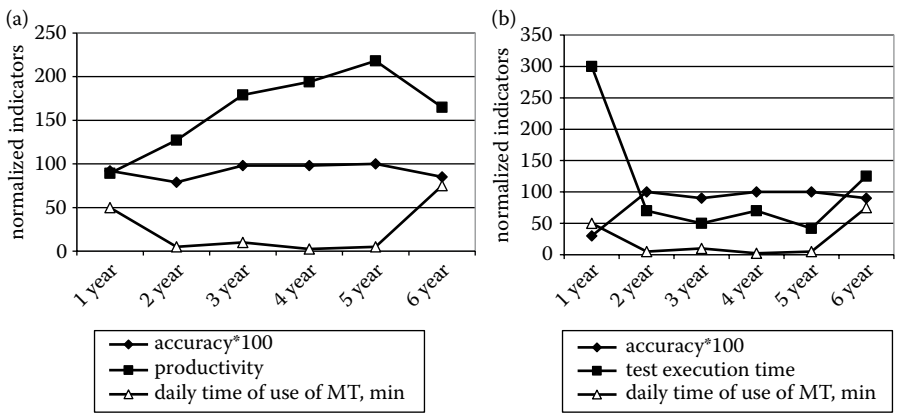 (a)
normalized indicators
250
200
150
100
50
0
1 year
2 year
3 year
4 year
5 year
6 year
accuracy*100
productivity
daily time of use of MT, min
(b)
normalized indicators
350
300
250
200
150
100
50
0
1 year
2 year
3 year
4 year
5 year
6 year
accuracy*100
test execution time
daily time of use of MT, min